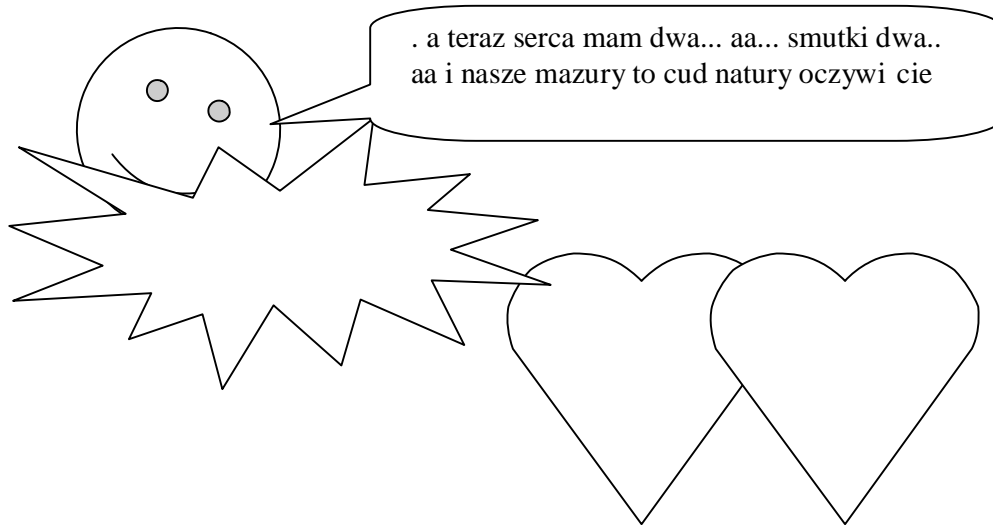 . a teraz serca mam dwa... aa... smutki dwa..
aa i nasze mazury to cud natury oczywi cie